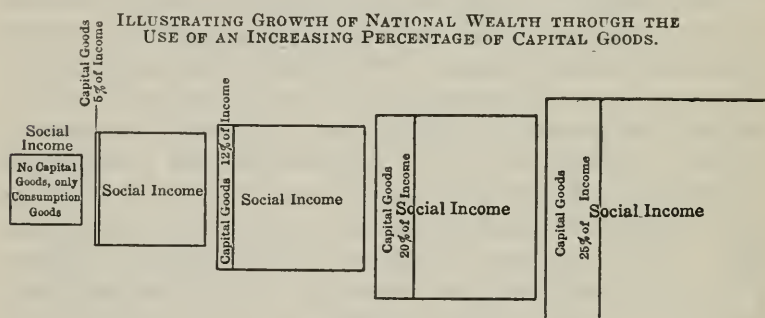 ILLUSTRATING GROWTH OF NATIONAL WEALTH THROUGH THE
USE OF AN INCREASING PERCENTAGE OF CAPITAL GOODS.
Social
Income
No Capital
Goods, only
Consumption
Goods
Capital Goods
5% of Income
Social Income
Capital Goods 12% of Income
Social Income
Capital Goods
20% of Income
Social Income
Capital Goods
25% of Income
Social Income